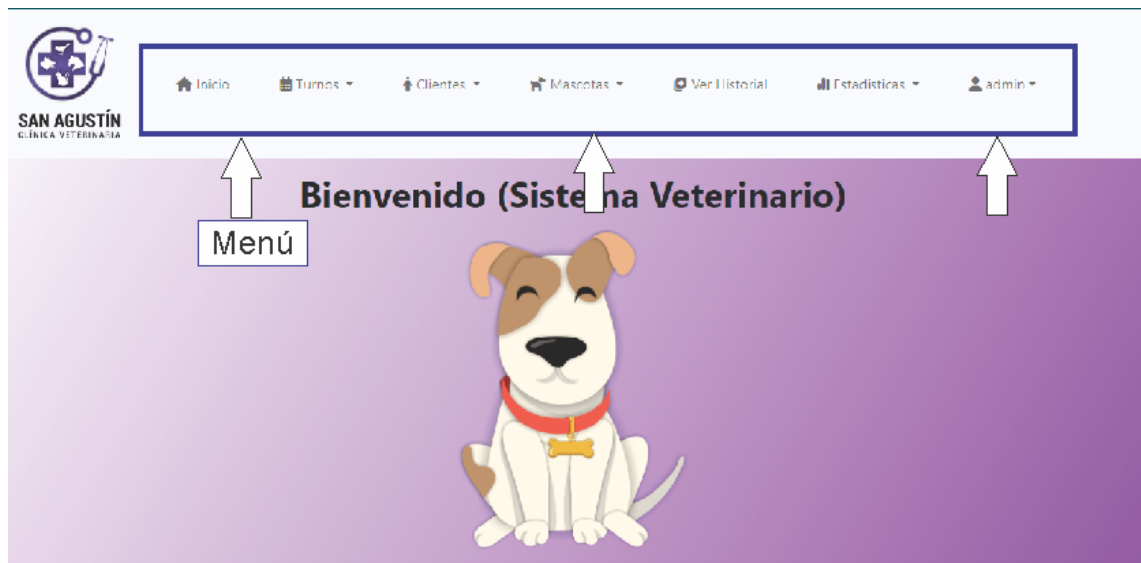 SAN AGUSTÍN
CLÍNICA VETERINARIA
Inicio Turnos Clientes Mascotas Ver Historial Estadísticas admin
Bienvenido (Sistema Veterinario)
Menú